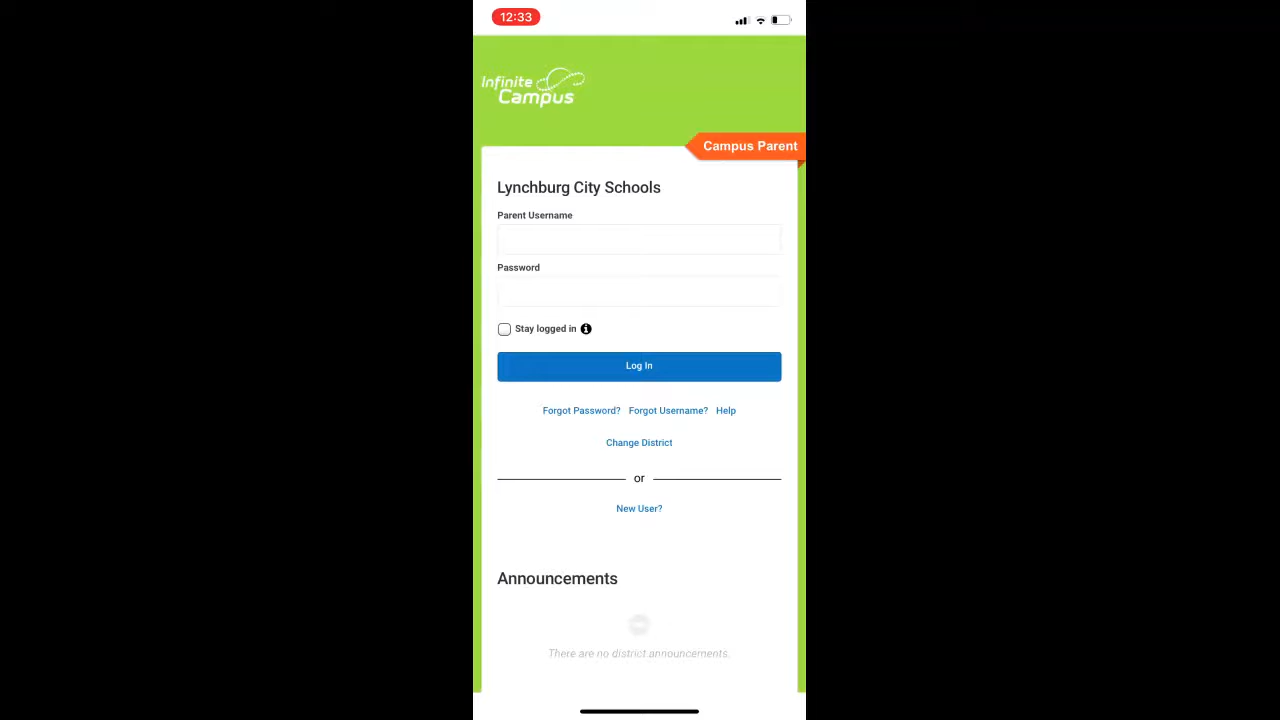 12:33
Infinite
Campus
Campus Parent
Lynchburg City Schools
Parent Username
Password
Stay logged in
Log In
Forgot Password? Forgot Username? Help
Change District
or
New User?
Announcements
There are no district announcements.